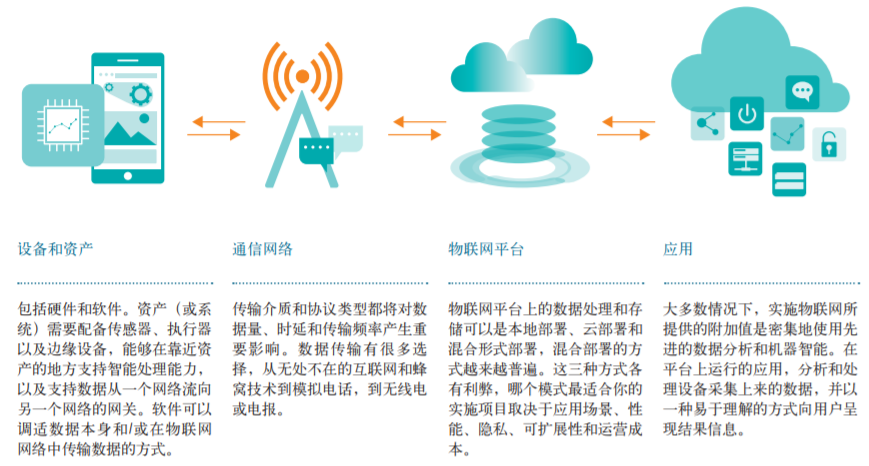 设备和资产
包括硬件和软件。资产（或系
统）需要配备传感器、执行器
以及边缘设备，能够在靠近资
产的地方支持智能处理能力，
以及支持数据从一个网络流向
另一个网络的网关。软件可以
调适数据本身和/或在物联网
网络中传输数据的方式。
通信网络
传输介质和协议类型都将对数
据量、时延和传输频率产生重
要影响。数据传输有很多选
择，从无处不在的互联网和蜂
窝技术到模拟电话，到无线电
或电报。
物联网平台
物联网平台上的数据处理和存
储可以是本地部署、云部署和
混合形式部署，混合部署的方
式越来越普遍。这三种方式各
有利弊，哪个模式最适合你的
实施项目取决于应用场景、性
能、隐私、可扩展性和运营成
本。
应用
大多数情况下，实施物联网所
提供的附加值是密集地使用先
进的数据分析和机器智能。在
平台上运行的应用，分析和处
理设备采集上来的数据，并以
一种易于理解的方式向用户呈
现结果信息。